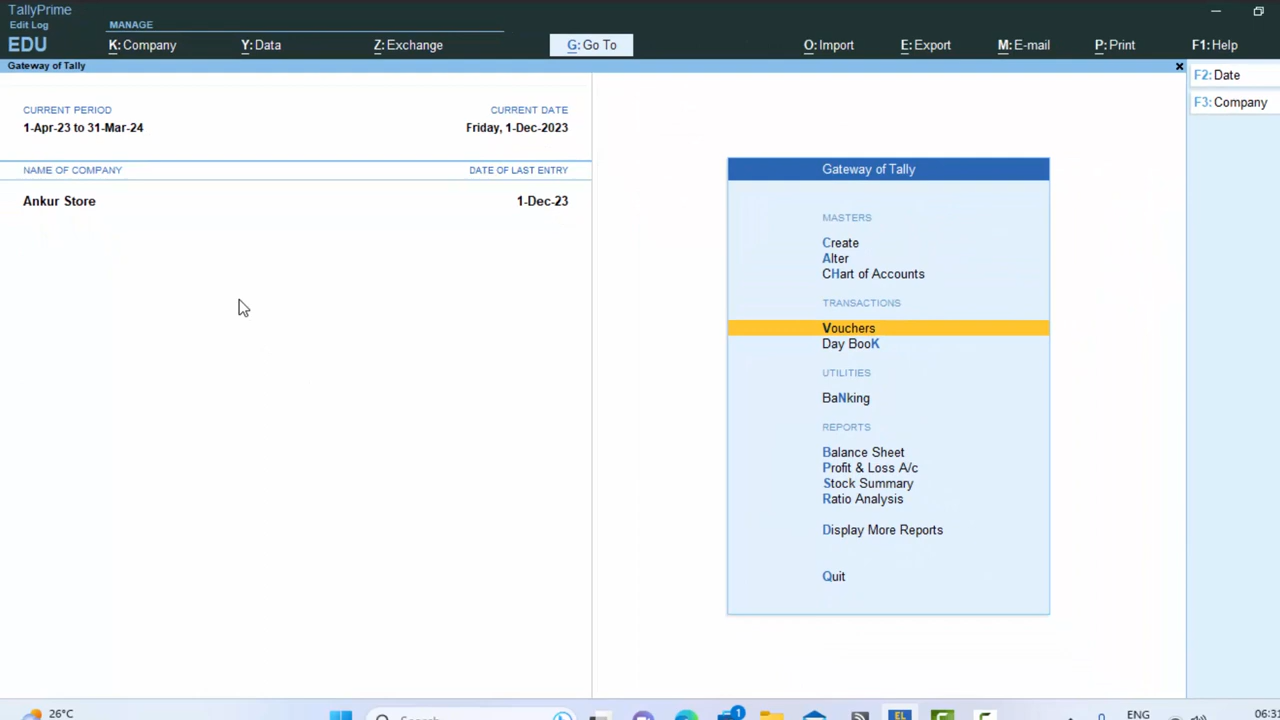 TallyPrime
Edit Log
EDU
MANAGE
K: Company
Y: Data
Z: Exchange
G: Go To
O: Import
E: Export
M: E-mail
P: Print
F1: Help
Gateway of Tally
F2: Date
F3: Company
CURRENT PERIOD
CURRENT DATE
1-Apr-23 to 31-Mar-24
Friday, 1-Dec-2023
NAME OF COMPANY
DATE OF LAST ENTRY
Ankur Store
1-Dec-23
Gateway of Tally
MASTERS
Create
Alter
CHart of Accounts
TRANSACTIONS
Vouchers
Day BooK
UTILITIES
BaNking
REPORTS
Balance Sheet
Profit & Loss A/c
Stock Summary
Ratio Analysis
Display More Reports
Quit
26°C
Search
1
ENG